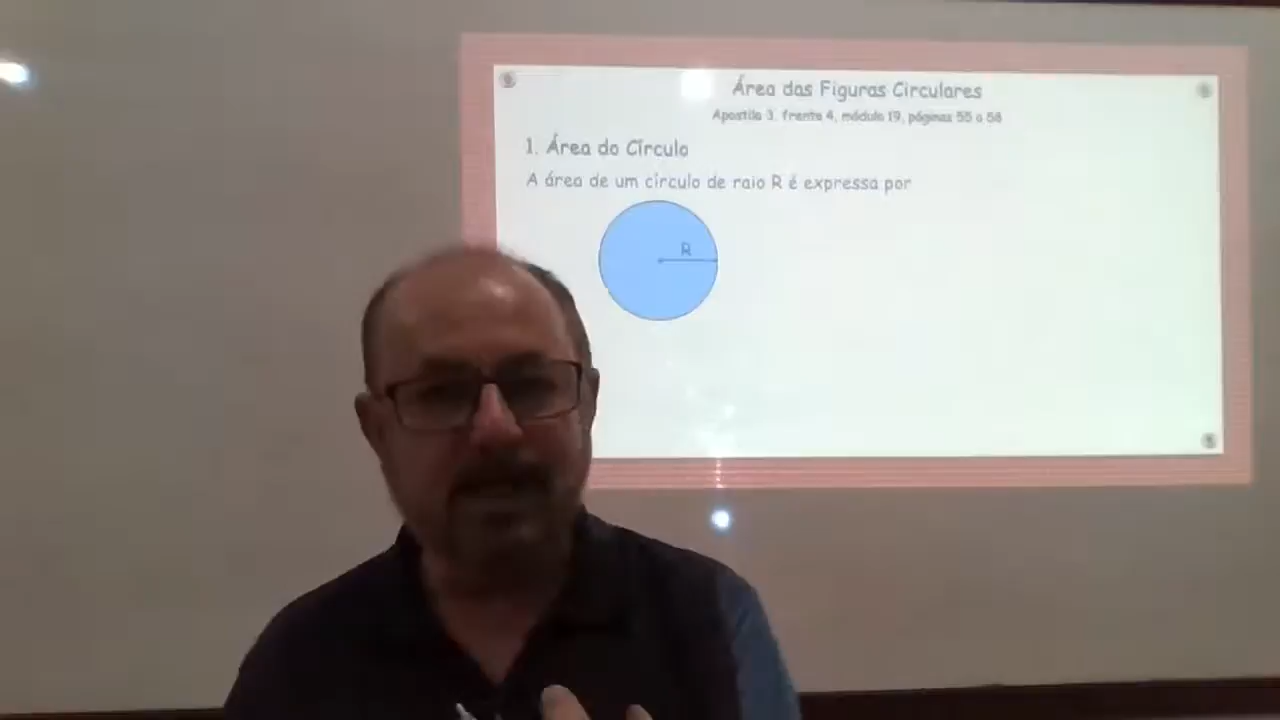 Área das Figuras Circulares
Apostila 3, frente 4, módulo 19, páginas 55 a 58
1. Área do Círculo
A área de um círculo de raio R é expressa por
R